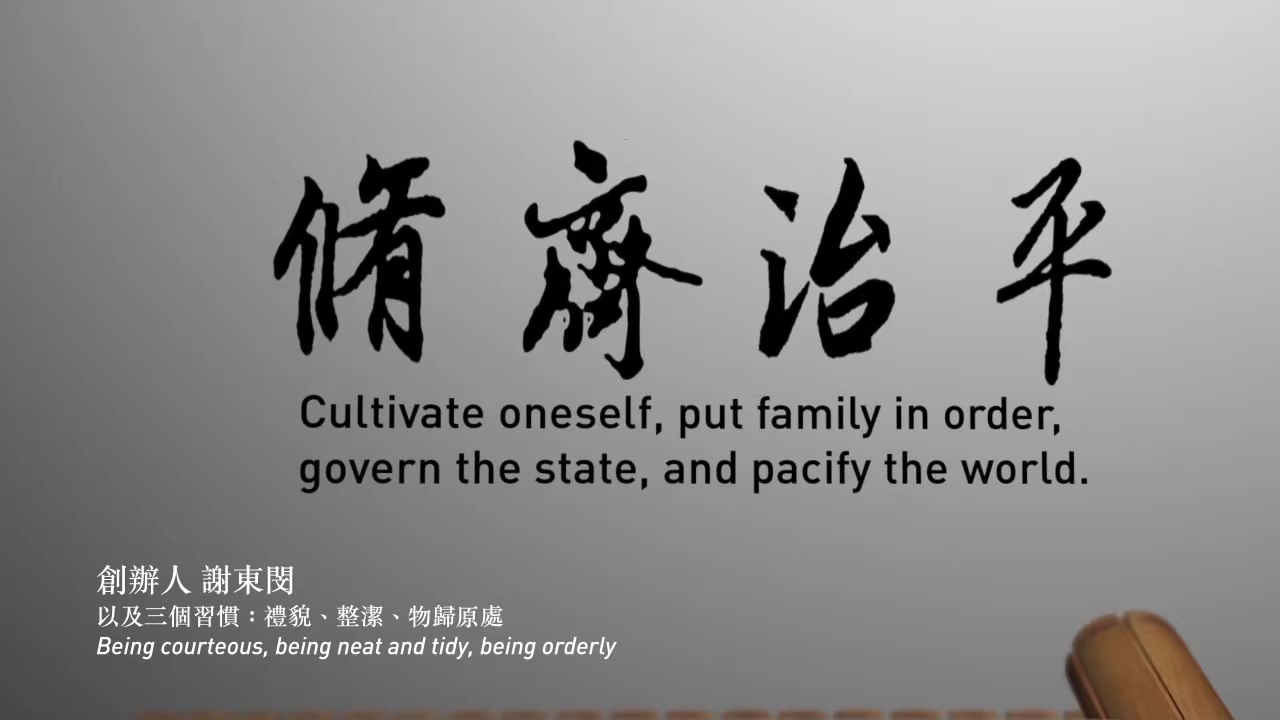 脩齋治平
Cultivate oneself, put family in order,
govern the state, and pacify the world.
創辦人 謝東閔
以及三個習慣：禮貌、整潔、物歸原處
Being courteous, being neat and tidy, being orderly